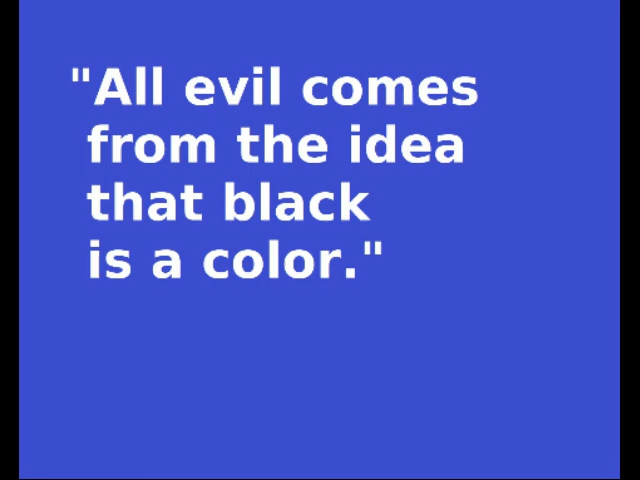 "All evil comes
from the idea
that black
is a color."